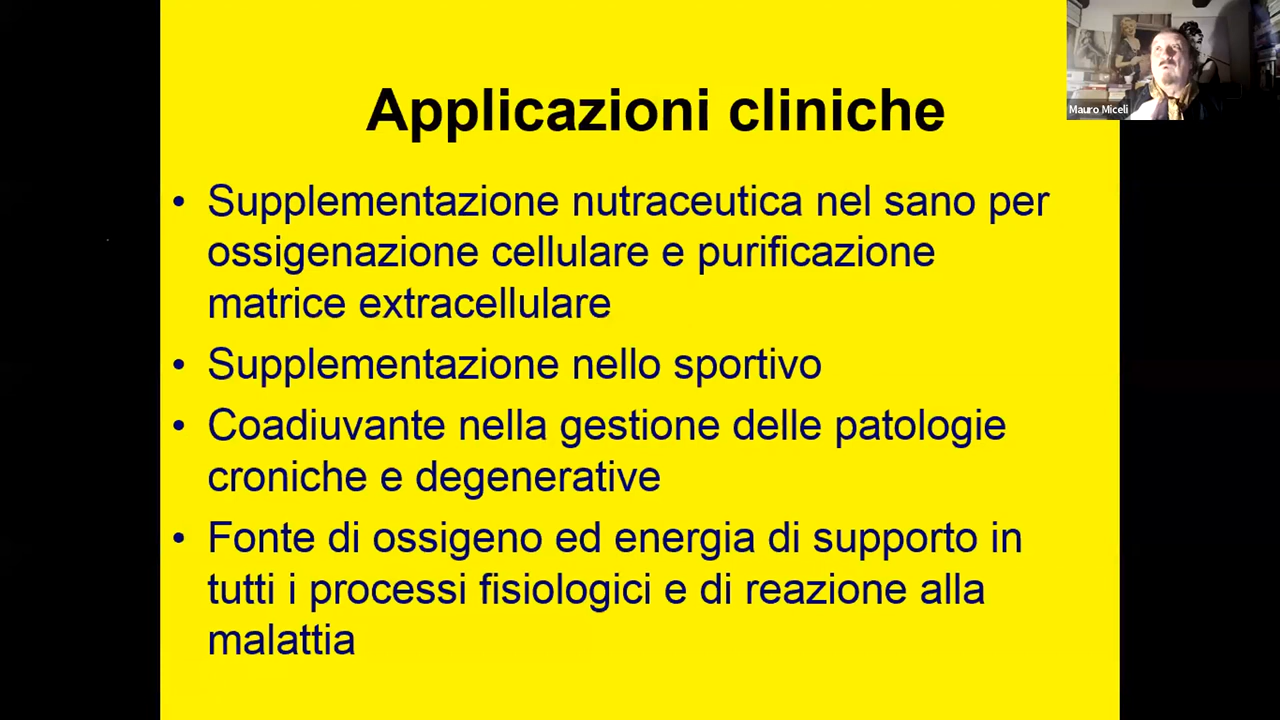 Applicazioni cliniche
• Supplementazione nutraceutica nel sano per
ossigenazione cellulare e purificazione
matrice extracellulare
• Supplementazione nello sportivo
• Coadiuvante nella gestione delle patologie
croniche e degenerative
• Fonte di ossigeno ed energia di supporto in
tutti i processi fisiologici e di reazione alla
malattia
Mauro Miceli